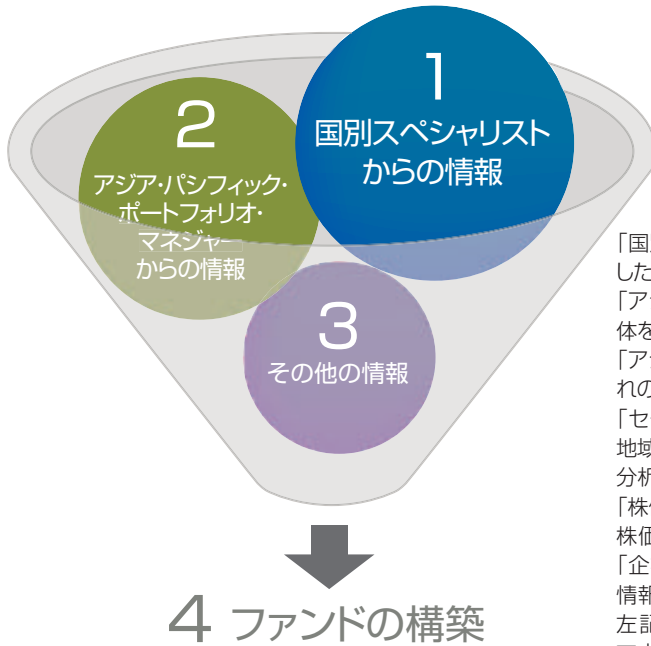 1
国別スペシャリスト
からの情報
2
アジア・パシフィック・
ポートフォリオ・
マネジャー
からの情報
3
その他の情報
4 ファンドの構築
「国
した
「ア
体を
「ア
れの
「セ
地域
分析
「株
株価
「企
情報
左記